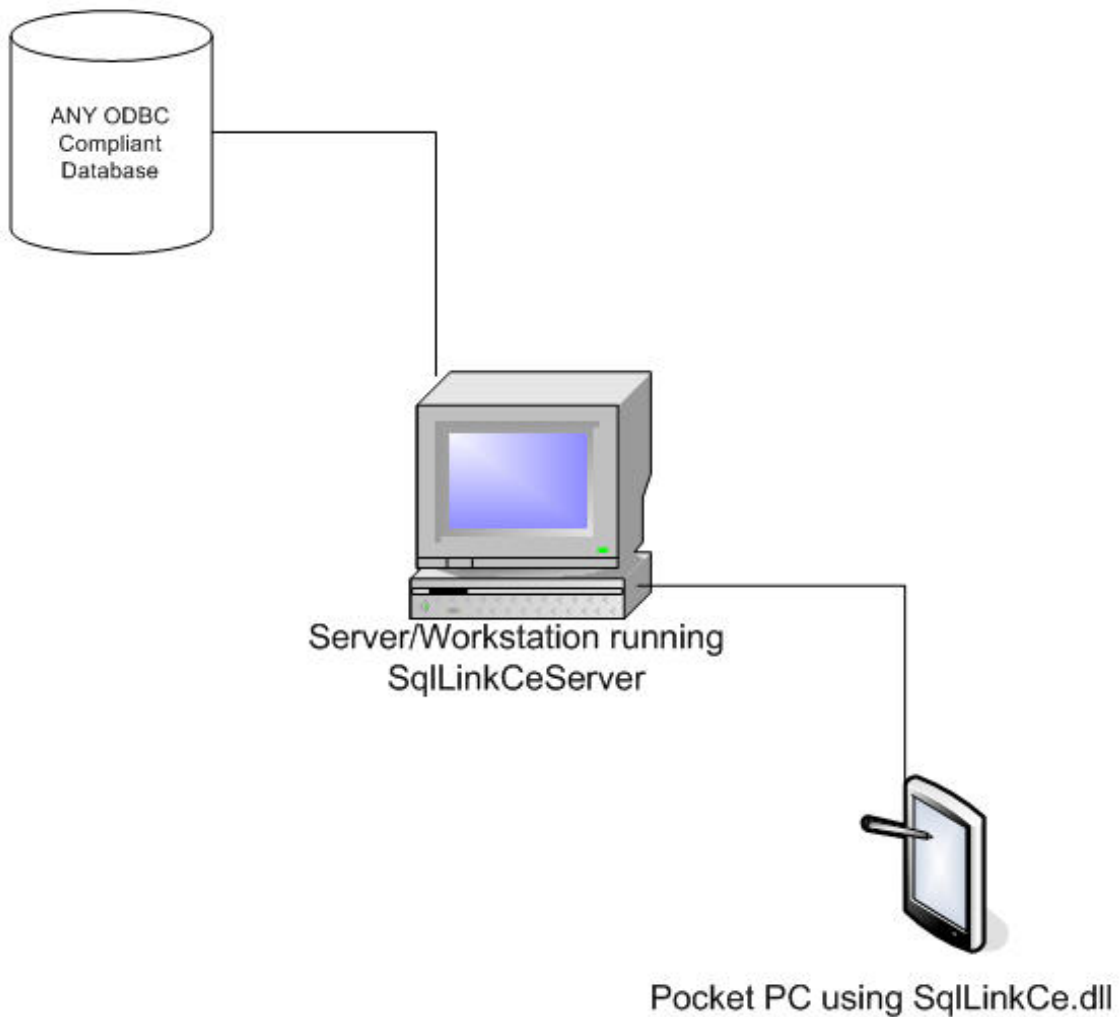 ANY ODBC
Compliant
Database
Server/Workstation running
SqlLinkCeServer
Pocket PC using SqlLinkCe.dll